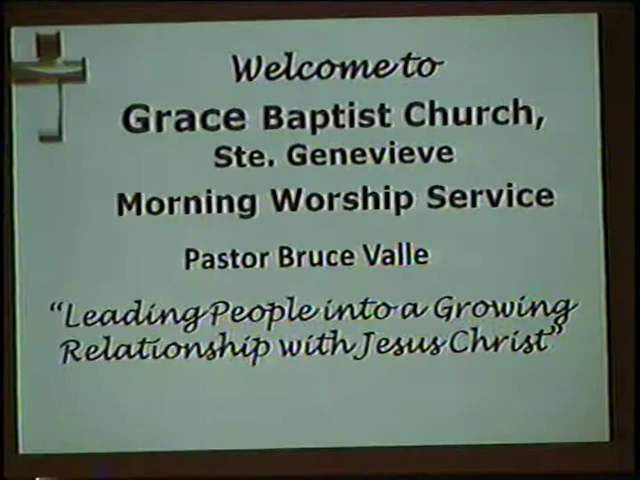 Welcome to
Grace Baptist Church,
Ste. Genevieve
Morning Worship Service
Pastor Bruce Valle
“Leading People into a Growing
Relationship with Jesus Christ”